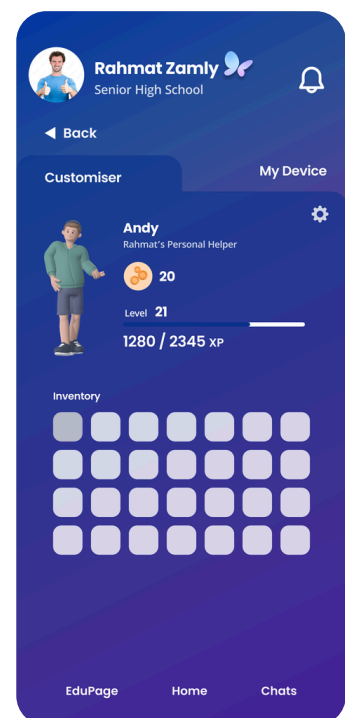 Rahmat Zamly
Senior High School
Back
Customiser
My Device
Andy
Rahmat's Personal Helper
20
Level 21
1280 / 2345 XP
Inventory
EduPage Home Chats